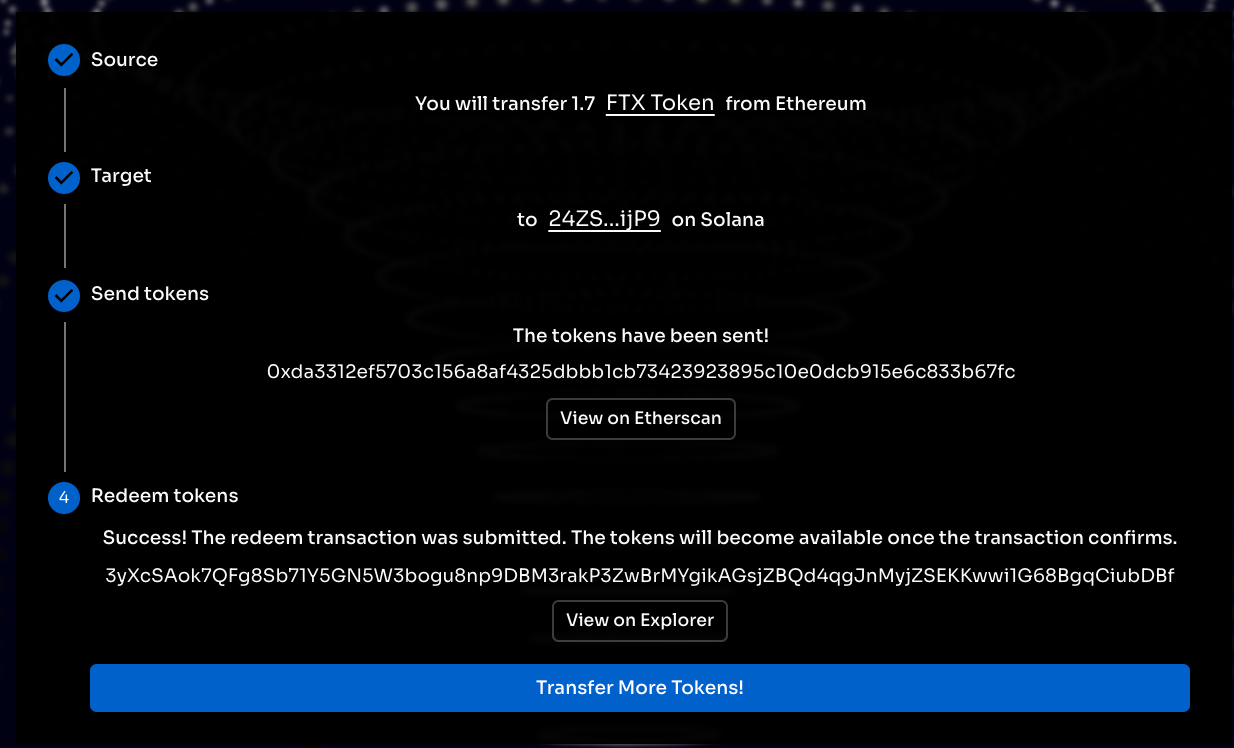 Source
You will transfer 1.7 FTX Token from Ethereum
Target
to 24ZS...ijP9 on Solana
Send tokens
The tokens have been sent!
0xda3312ef5703c156a8af4325dbbb1cb73423923895c10e0dcb915e6c833b67fc
View on Etherscan
4 Redeem tokens
Success! The redeem transaction was submitted. The tokens will become available once the transaction confirms.
3yXcSAok7QFg8Sb71Y5GN5W3bogu8np9DBM3rakP3ZwBrMYgikAGsjZBQd4qgJnMyjZSEKKwwi1G68BgqCiubDBf
View on Explorer
Transfer More Tokens!